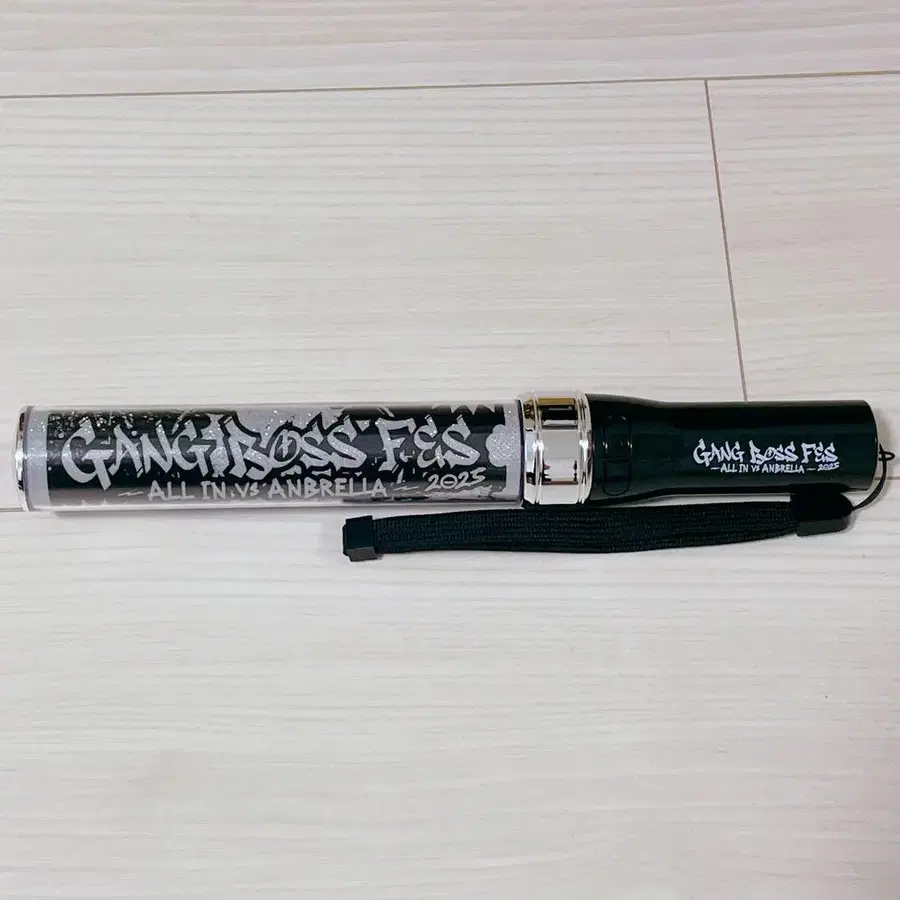 GANG BOSS FES
ALL IN VS ANBRELLA 2025
GANG BOSS FES
— ALL IN VS ANBRELLA — 2025